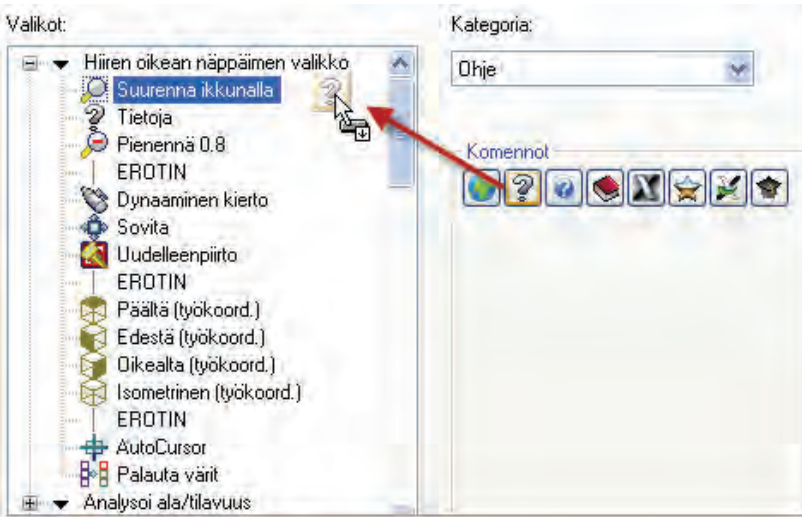 Valikot:
Hiiren oikean näppäimen valikko
Suurenna ikkunalla
Tietoja
Pienennä 0.8
EROTIN
Dynaaminen kierto
Sovita
Uudelleenpiirto
EROTIN
Päältä (työkoord.)
Edestä (työkoord.)
Oikealta (työkoord.)
Isometrinen (työkoord.)
EROTIN
AutoCursor
Palauta värit
Analysoi ala/tilavuus
Kategoria:
Ohje
Komennot